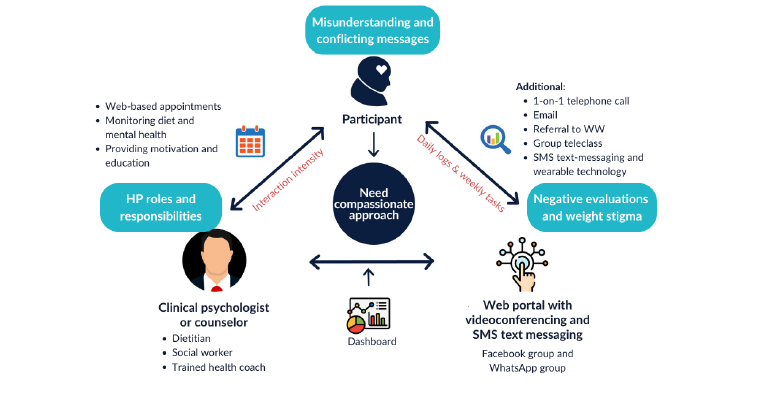 Misunderstanding and
conflicting messages
Participant
Web-based appointments
Monitoring diet and
mental health
Providing motivation and
education
Additional:
1-on-1 telephone call
Email
Referral to WW
Group teleclass
SMS text-messaging and
wearable technology
Interaction intensity
Daily logs & weekly tasks
HP roles and
responsibilities
Need
compassionate
approach
Negative evaluations
and weight stigma
Clinical psychologist
or counselor
Dietitian
Social worker
Trained health coach
Dashboard
Web portal with
videoconferencing and
SMS text messaging
Facebook group and
WhatsApp group